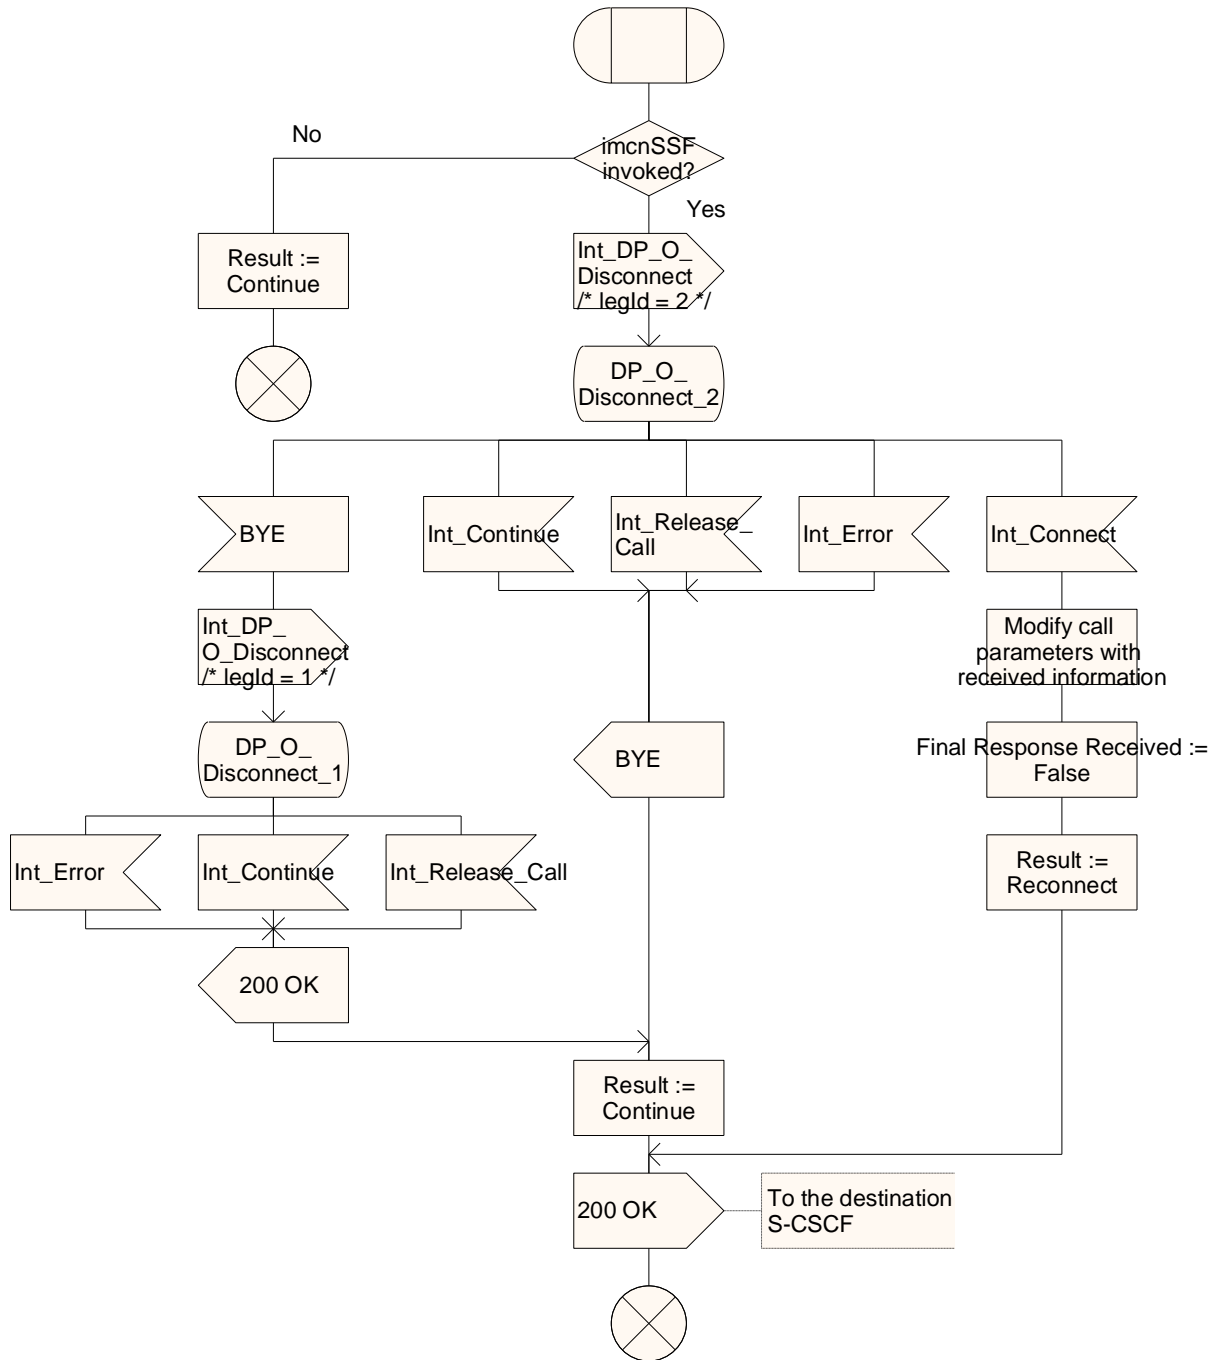 imcnSSF
invoked?
No
Yes
Result :=
Continue
Int_DP_O_
Disconnect
/* legId = 2 */
DP_O_
Disconnect_2
BYE
Int_Continue
Int_Release_
Call
Int_Error
Int_Connect
Int_DP_
O_Disconnect
/* legId = 1 */
Modify call
parameters with
received information
DP_O_
Disconnect_1
BYE
Final Response Received :=
False
Int_Error
Int_Continue
Int_Release_Call
Result :=
Reconnect
200 OK
Result :=
Continue
200 OK
To the destination
S-CSCF